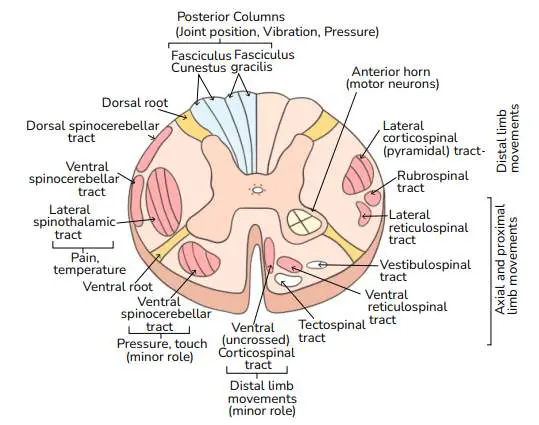 Posterior Columns
(Joint position, Vibration, Pressure)
Fasciculus
Cunestus
Fasciculus
gracilis
Anterior horn
(motor neurons)
Dorsal root
Dorsal spinocerebellar
tract
Lateral
corticospinal
(pyramidal) tract-
Distal limb
movements
Ventral
spinocerebellar
tract
Rubrospinal
tract
Lateral
spinothalamic
tract
Lateral
reticulospinal
tract
Pain,
temperature
Vestibulospinal
tract
Axial and proximal
limb movements
Ventral root
Ventral
spinocerebellar
tract
Ventral
reticulospinal
tract
Pressure, touch
(minor role)
Ventral
(uncrossed)
Corticospinal
tract
Tectospinal
tract
Distal limb
movements
(minor role)